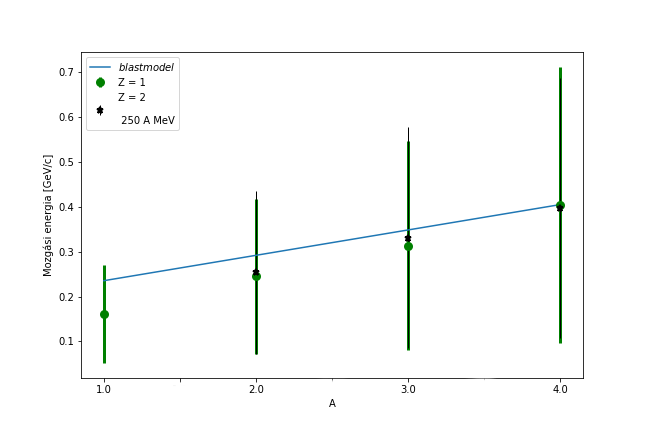 blastmodel
Z = 1
Z = 2
250 A MeV
Mozgási energia [GeV/c]
0.7
0.6
0.5
0.4
0.3
0.2
0.1
1.0 2.0 3.0 4.0
A